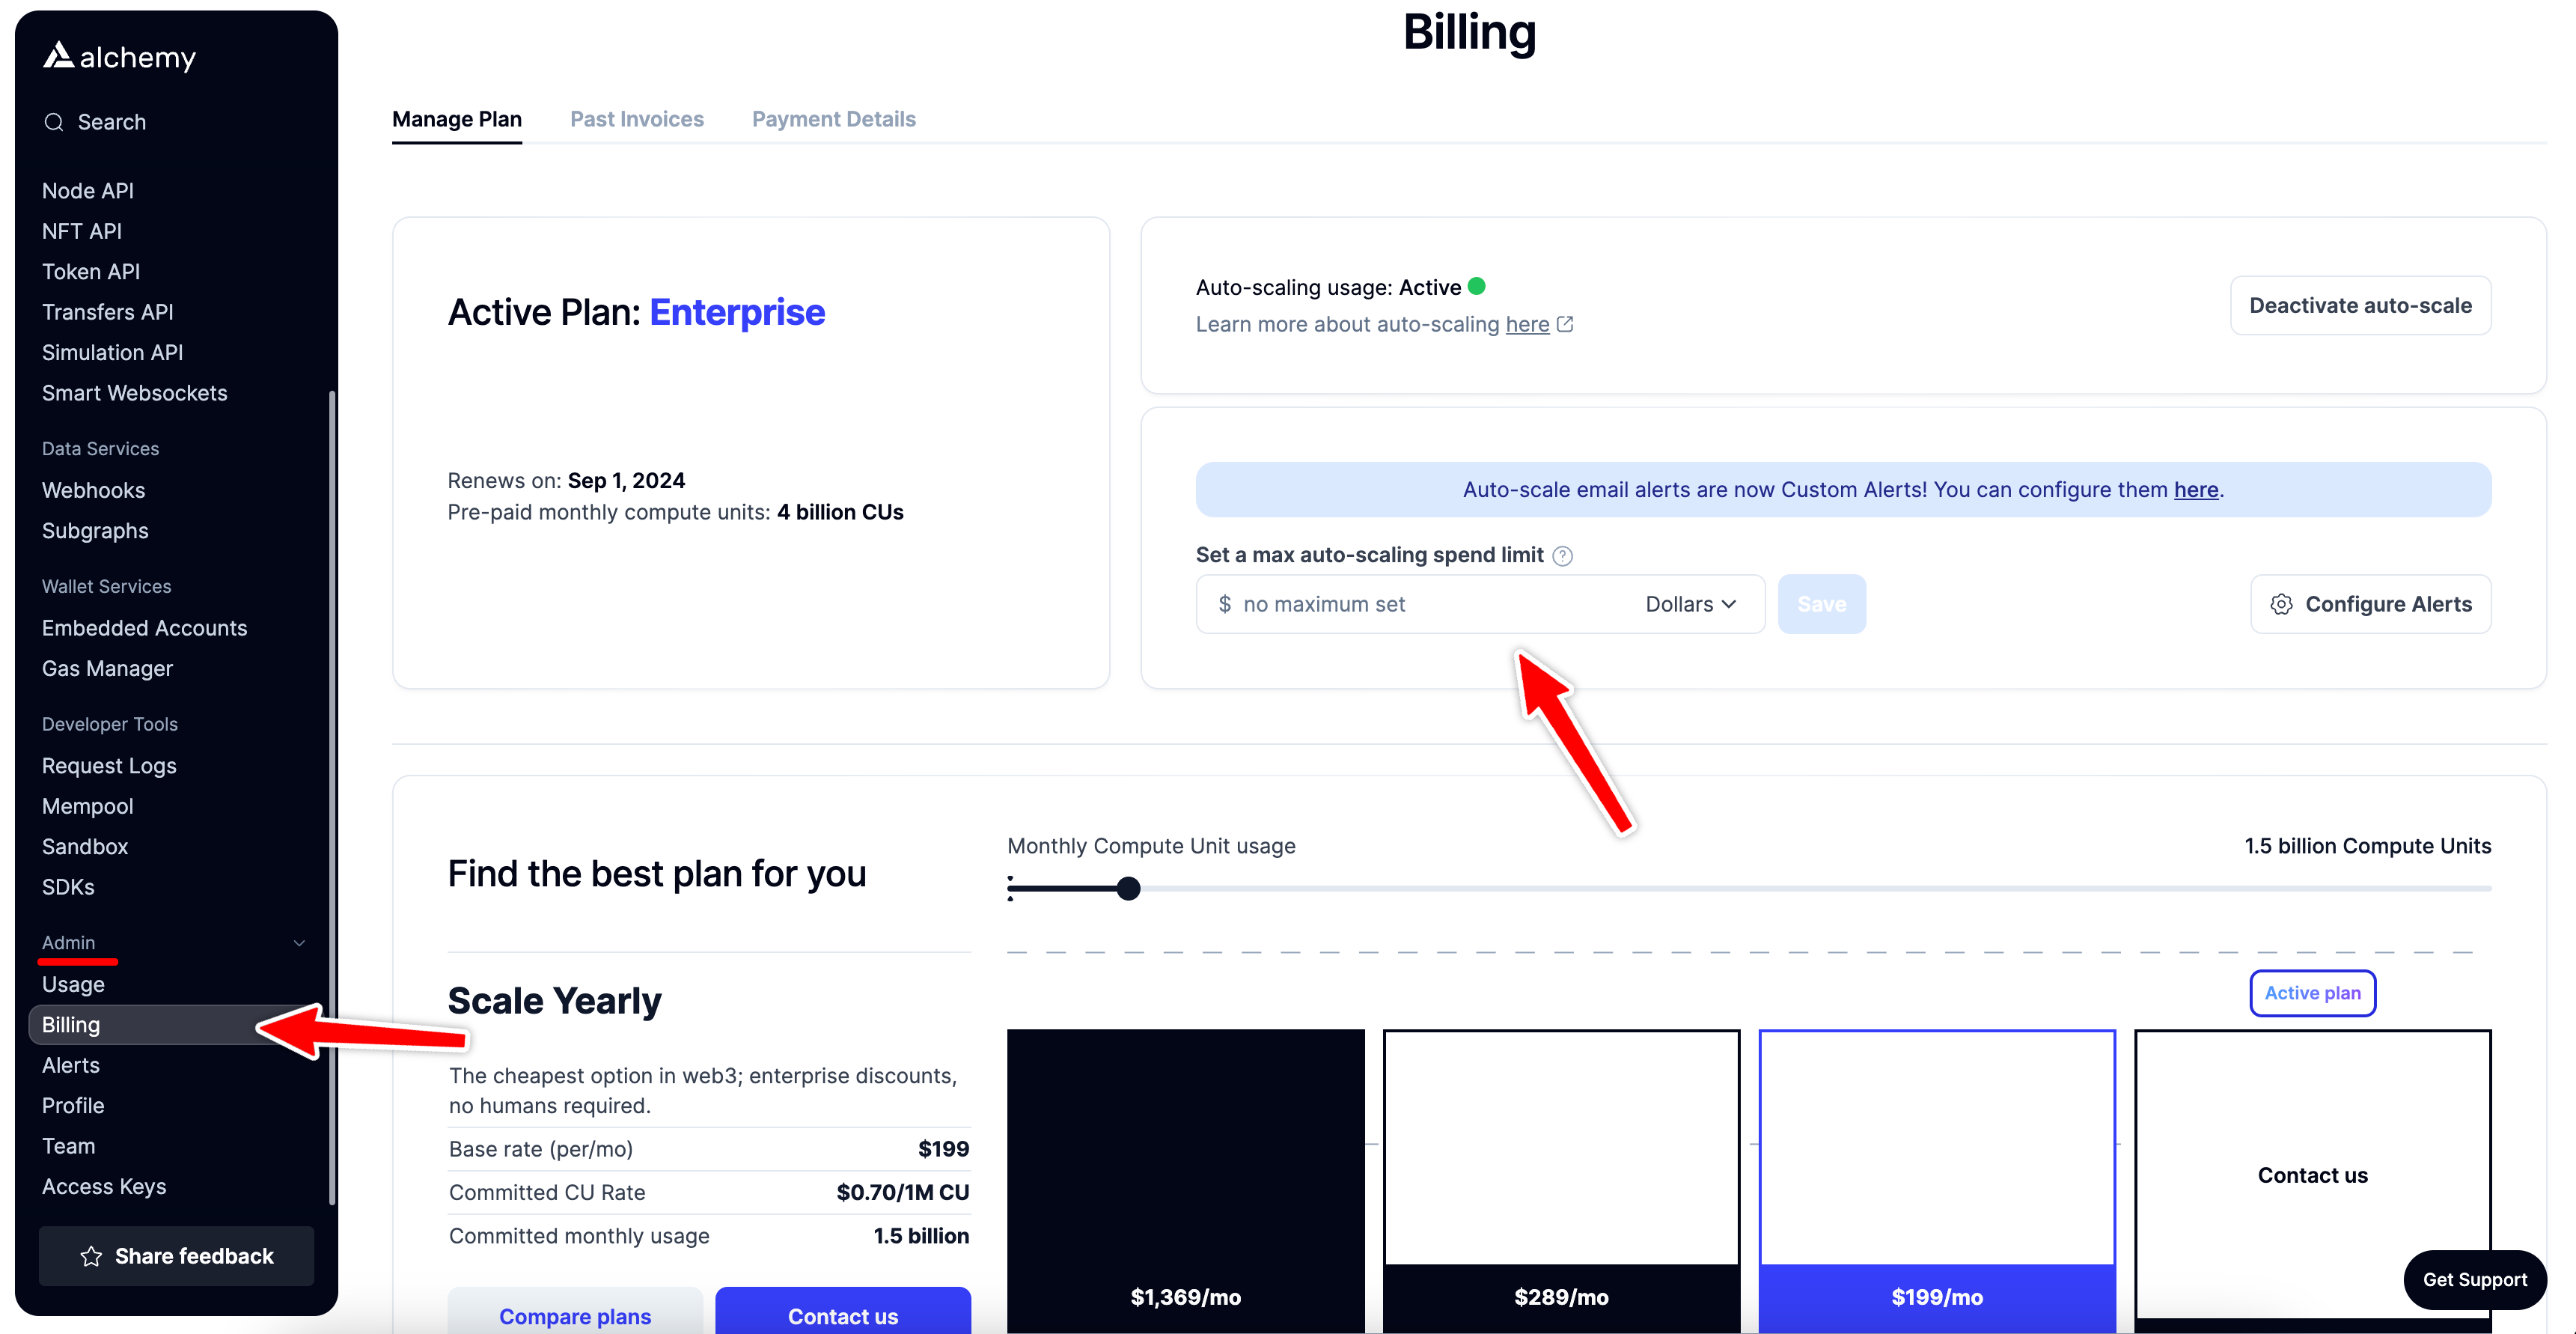 alchemy
Search
Node API
NFT API
Token API
Transfers API
Simulation API
Smart Websockets
Data Services
Webhooks
Subgraphs
Wallet Services
Embedded Accounts
Gas Manager
Developer Tools
Request Logs
Mempool
Sandbox
SDKs
Admin
Usage
Billing
Alerts
Profile
Team
Access Keys
Share feedback
Billing
Manage Plan
Past Invoices
Payment Details
Active Plan: Enterprise
Renews on: Sep 1, 2024
Pre-paid monthly compute units: 4 billion CUs
Auto-scaling usage: Active
Learn more about auto-scaling here
Deactivate auto-scale
Auto-scale email alerts are now Custom Alerts! You can configure them here.
Set a max auto-scaling spend limit ?
$ no maximum set
Dollars
Save
Configure Alerts
Find the best plan for you
Monthly Compute Unit usage
1.5 billion Compute Units
Scale Yearly
The cheapest option in web3; enterprise discounts,
no humans required.
Base rate (per/mo) $199
Committed CU Rate $0.70/1M CU
Committed monthly usage 1.5 billion
Compare plans
Contact us
Active plan
$1,369/mo
$289/mo
$199/mo
Contact us
Get Support